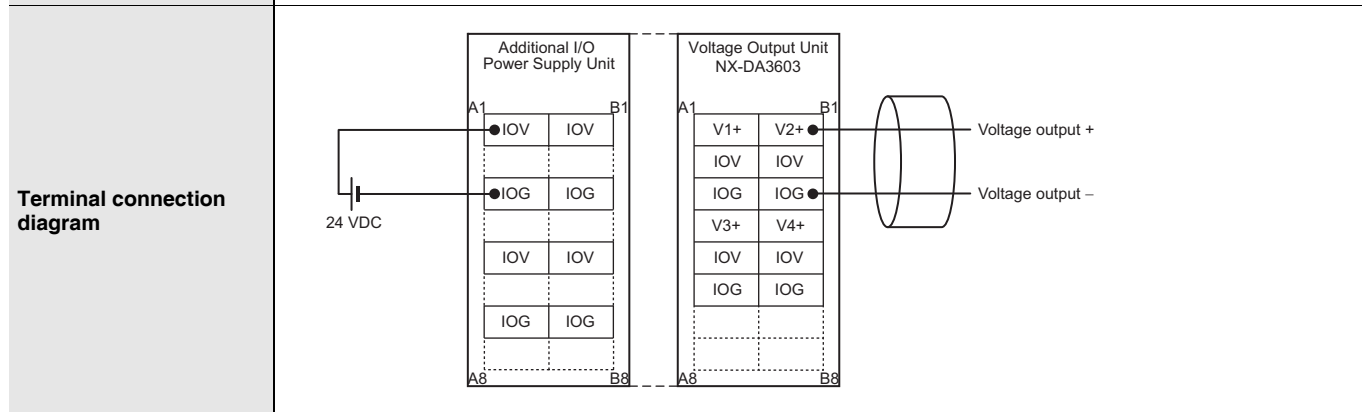 Terminal connection
diagram
Additional I/O
Power Supply Unit
A1 B1
IOV IOV
IOG IOG
IOV IOV
IOG IOG
A8 B8
24 VDC
Voltage Output Unit
NX-DA3603
A1 B1
V1+ V2+
IOV IOV
IOG IOG
V3+ V4+
IOV IOV
IOG IOG
A8 B8
Voltage output +
Voltage output −